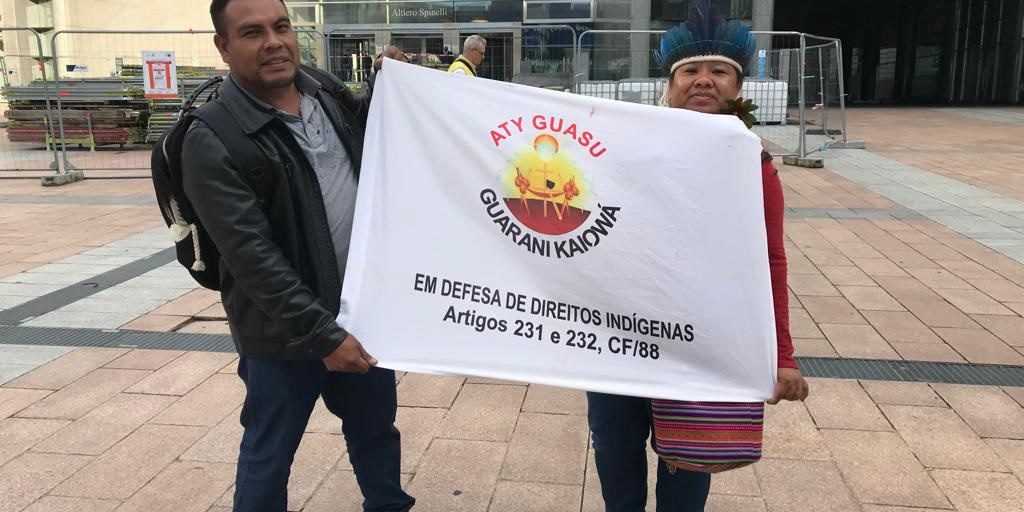 Altiero Spinelli
ATY GUASU
GUARANI KAIOWÁ
EM DEFESA DE DIREITOS INDÍGENAS
Artigos 231 e 232, CF/88